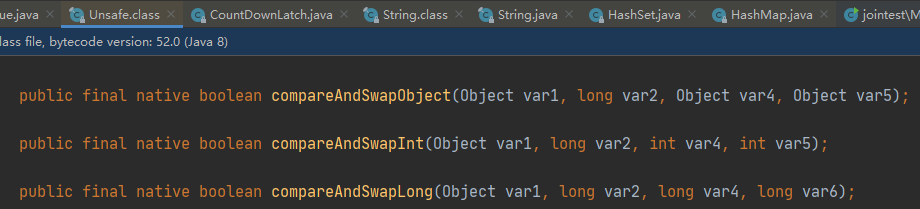 ue.java Unsafe.class CountDownLatch.java String.class String.java HashSet.java HashMap.java jointest\M
lass file, bytecode version: 52.0 (Java 8)
public final native boolean compareAndSwapObject(Object var1, long var2, Object var4, Object var5);
public final native boolean compareAndSwapInt(Object var1, long var2, int var4, int var5);
public final native boolean compareAndSwapLong(Object var1, long var2, long var4, long var6);